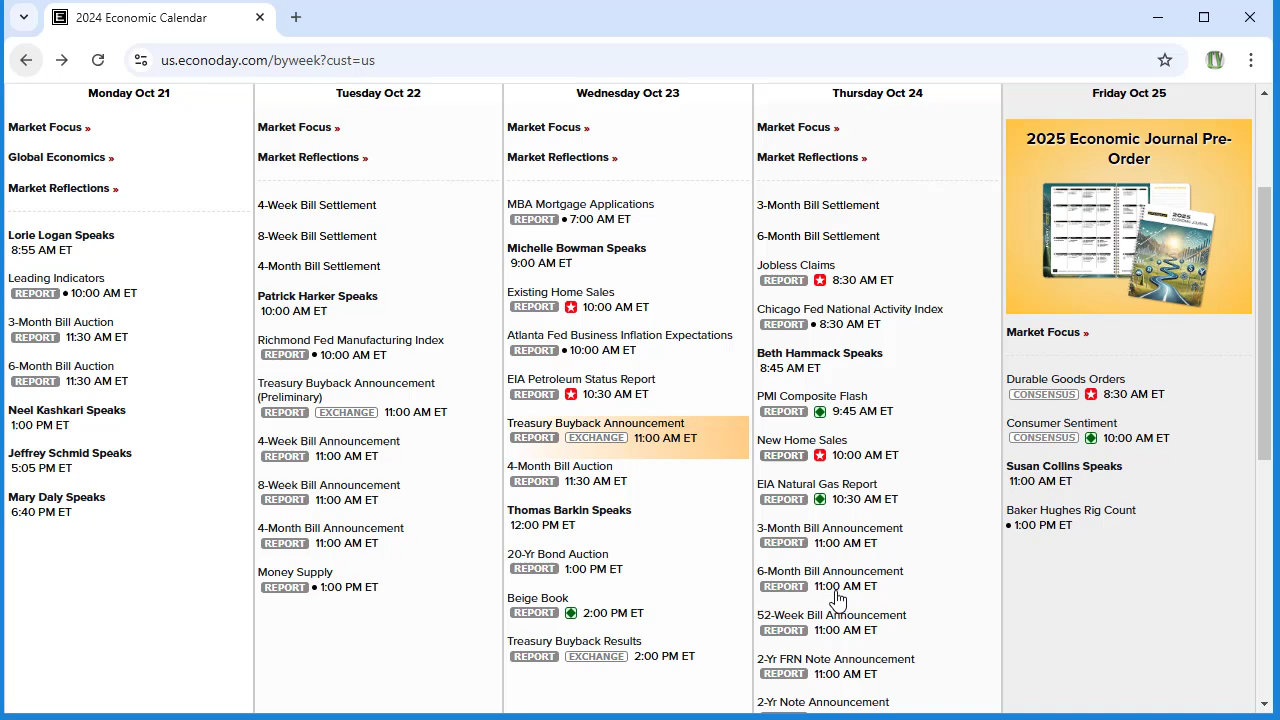 2024 Economic Calendar
us.econoday.com/byweek?cust=us
Monday Oct 21
Market Focus »
Global Economics »
Market Reflections »
Lorie Logan Speaks
8:55 AM ET
Leading Indicators
REPORT • 10:00 AM ET
3-Month Bill Auction
REPORT 11:30 AM ET
6-Month Bill Auction
REPORT 11:30 AM ET
Neel Kashkari Speaks
1:00 PM ET
Jeffrey Schmid Speaks
5:05 PM ET
Mary Daly Speaks
6:40 PM ET
Tuesday Oct 22
Market Focus »
Market Reflections »
4-Week Bill Settlement
8-Week Bill Settlement
4-Month Bill Settlement
Patrick Harker Speaks
10:00 AM ET
Richmond Fed Manufacturing Index
REPORT • 10:00 AM ET
Treasury Buyback Announcement
(Preliminary)
REPORT EXCHANGE 11:00 AM ET
4-Week Bill Announcement
REPORT 11:00 AM ET
8-Week Bill Announcement
REPORT 11:00 AM ET
4-Month Bill Announcement
REPORT 11:00 AM ET
Money Supply
REPORT • 1:00 PM ET
Wednesday Oct 23
Market Focus »
Market Reflections »
MBA Mortgage Applications
REPORT • 7:00 AM ET
Michelle Bowman Speaks
9:00 AM ET
Existing Home Sales
REPORT 10:00 AM ET
Atlanta Fed Business Inflation Expectations
REPORT • 10:00 AM ET
EIA Petroleum Status Report
REPORT 10:30 AM ET
Treasury Buyback Announcement
REPORT EXCHANGE 11:00 AM ET
4-Month Bill Auction
REPORT 11:30 AM ET
Thomas Barkin Speaks
12:00 PM ET
20-Yr Bond Auction
REPORT 1:00 PM ET
Beige Book
REPORT 2:00 PM ET
Treasury Buyback Results
REPORT EXCHANGE 2:00 PM ET
Thursday Oct 24
Market Focus »
Market Reflections »
3-Month Bill Settlement
6-Month Bill Settlement
Jobless Claims
REPORT 8:30 AM ET
Chicago Fed National Activity Index
REPORT • 8:30 AM ET
Beth Hammack Speaks
8:45 AM ET
PMI Composite Flash
REPORT 9:45 AM ET
New Home Sales
REPORT 10:00 AM ET
EIA Natural Gas Report
REPORT 10:30 AM ET
3-Month Bill Announcement
REPORT 11:00 AM ET
6-Month Bill Announcement
REPORT 11:00 AM ET
52-Week Bill Announcement
REPORT 11:00 AM ET
2-Yr FRN Note Announcement
REPORT 11:00 AM ET
2-Yr Note Announcement
Friday Oct 25
2025 Economic Journal Pre-
Order
2025
Market Focus »
Durable Goods Orders
CONSENSUS 8:30 AM ET
Consumer Sentiment
CONSENSUS 10:00 AM ET
Susan Collins Speaks
11:00 AM ET
Baker Hughes Rig Count
• 1:00 PM ET